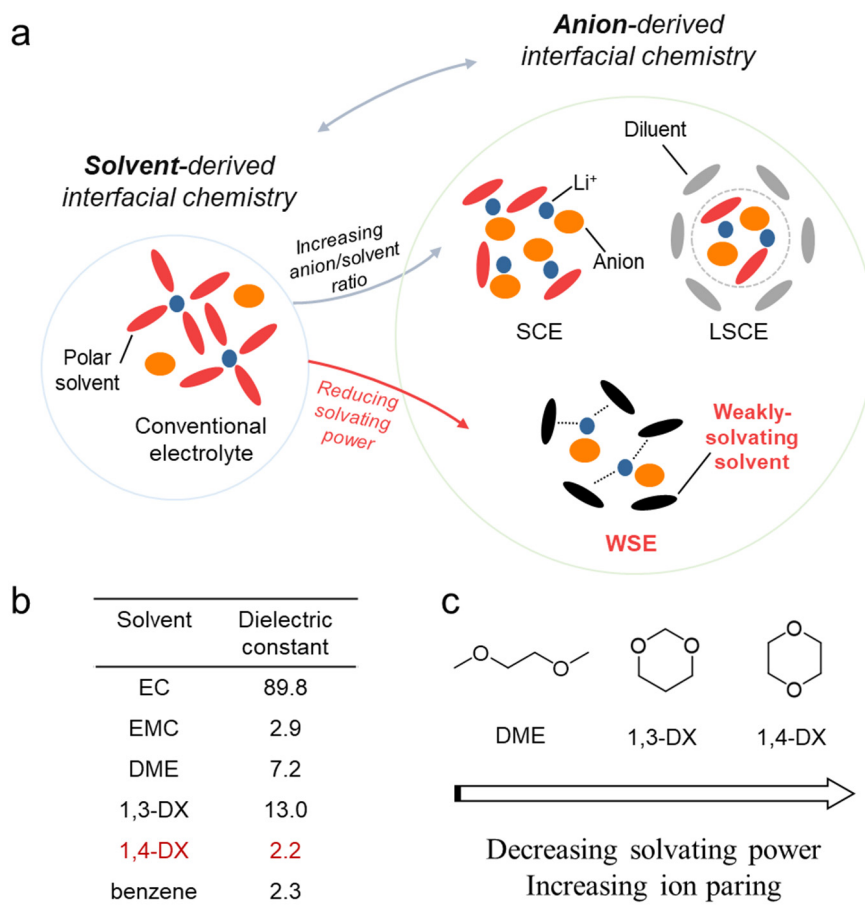 a
Anion-derived
interfacial chemistry
Solvent-derived
interfacial chemistry
Diluent
Li⁺
Increasing
anion/solvent
ratio
Anion
SCE
LSCE
Polar
solvent
Conventional
electrolyte
Reducing
solvating
power
Weakly-
solvating
solvent
WSE
b
Solvent Dielectric
constant
EC 89.8
EMC 2.9
DME 7.2
1,3-DX 13.0
1,4-DX 2.2
benzene 2.3
c
O O O O O
O
DME 1,3-DX 1,4-DX
Decreasing solvating power
Increasing ion paring